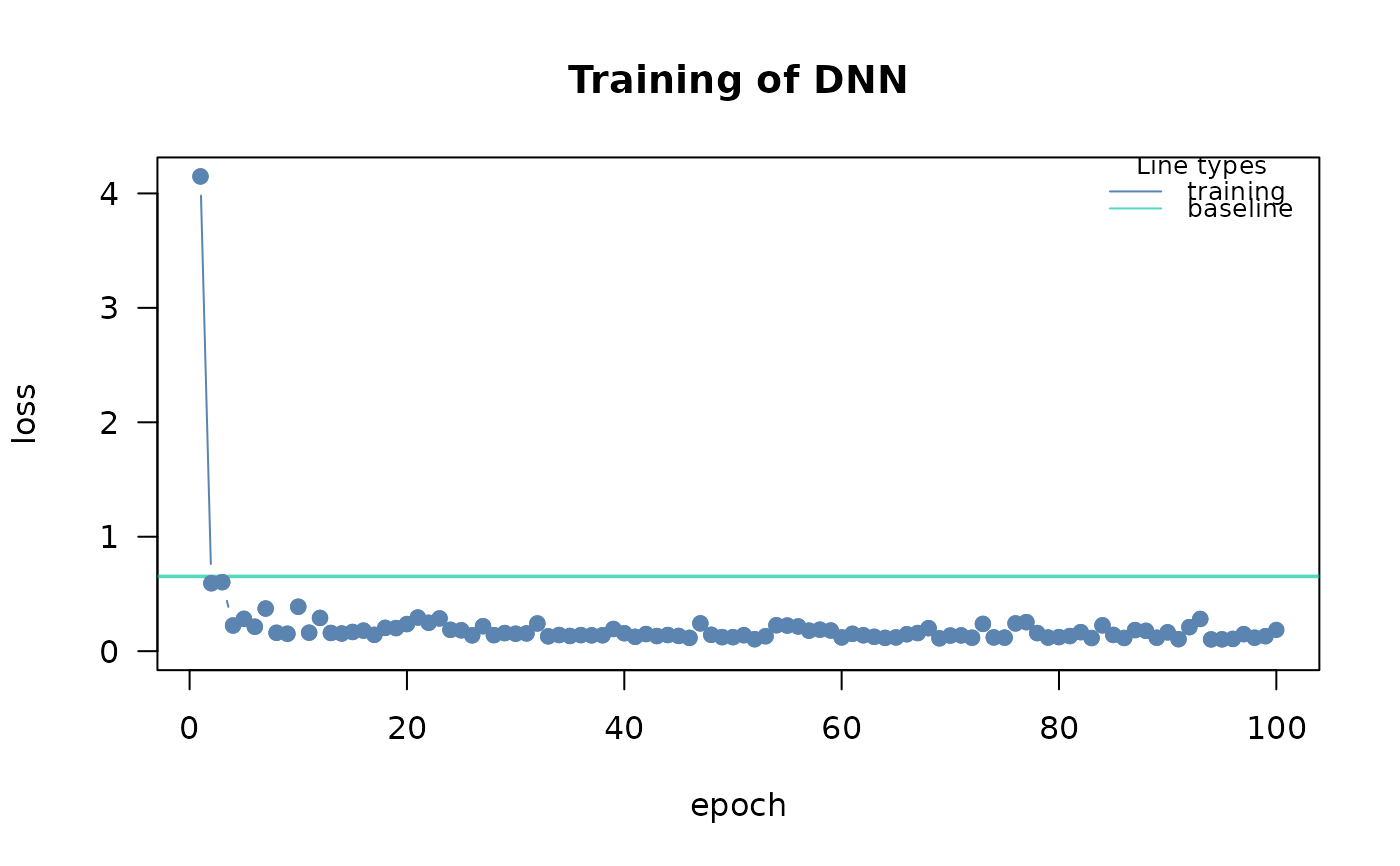 Training of DNN
Line types
training
baseline
4
3
2
1
0
loss
0 20 40 60 80 100
epoch